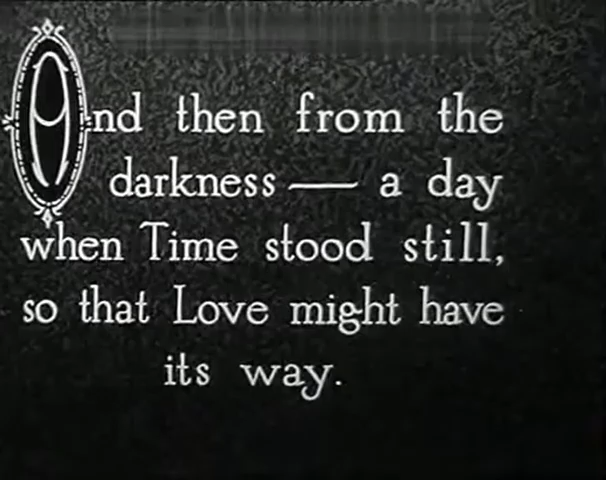 And then from the
darkness — a day
when Time stood still,
so that Love might have
its way.